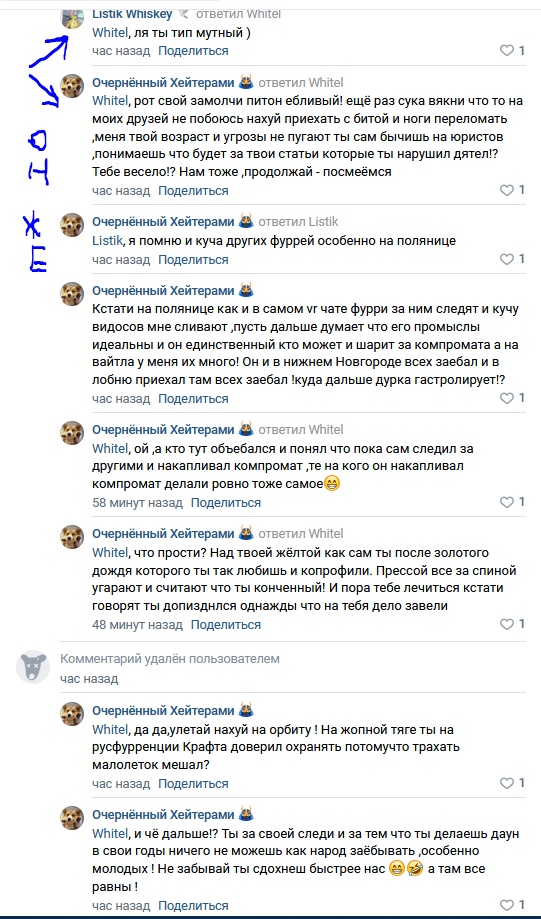 Listik Whiskey ответил Whitel
Whitel, ля ты тип мутный )
час назад Поделиться 1
Очернённый Хейтерами ответил Whitel
Whitel, рот свой замолчи питон ебливый! ещё раз сука вякни что то на
моих друзей не побоюсь нахуй приехать с битой и ноги переломать
,меня твой возраст и угрозы не пугают ты сам бычишь на юристов
,понимаешь что будет за твои статьи которые ты нарушил дятел!?
Тебе весело!? Нам тоже ,продолжай - посмеёмся
час назад Поделиться 1
Очернённый Хейтерами ответил Listik
Listik, я помню и куча других фуррей особенно на полянице
час назад Поделиться 1
Очернённый Хейтерами
Кстати на полянице как и в самом vr чате фурри за ним следят и кучу
видосов мне сливают ,пусть дальше думает что его промыслы
идеальны и он единственный кто может и шарит за компромата а на
вайтла у меня их много! Он и в нижнем Новгороде всех заебал и в
лобню приехал там всех заебал !куда дальше дурка гастролирует!?
час назад Поделиться 1
Очернённый Хейтерами ответил Whitel
Whitel, ой ,а кто тут объебался и понял что пока сам следил за
другими и накапливал компромат ,те на кого он накапливал
компромат делали ровно тоже самое
58 минут назад Поделиться 1
Очернённый Хейтерами ответил Whitel
Whitel, что прости? Над твоей жёлтой как сам ты после золотого
дождя которого ты так любишь и копрофили. Прессой все за спиной
угарают и считают что ты конченный! И пора тебе лечиться кстати
говорят ты допизднлся однажды что на тебя дело завели
48 минут назад Поделиться 1
Комментарий удалён пользователем
час назад
Очернённый Хейтерами
Whitel, да да,улетай нахуй на орбиту ! На жопной тяге ты на
русфурренции Крафта доверил охранять потомучто трахать
малолеток мешал?
час назад Поделиться 1
Очернённый Хейтерами
Whitel, и чё дальше!? Ты за своей следи и за тем что ты делаешь даун
в свои годы ничего не можешь как народ заёбывать ,особенно
молодых ! Не забывай ты сдохнеш быстрее нас а там все
равны !
час назад Поделиться 1
ОН ЖЕ